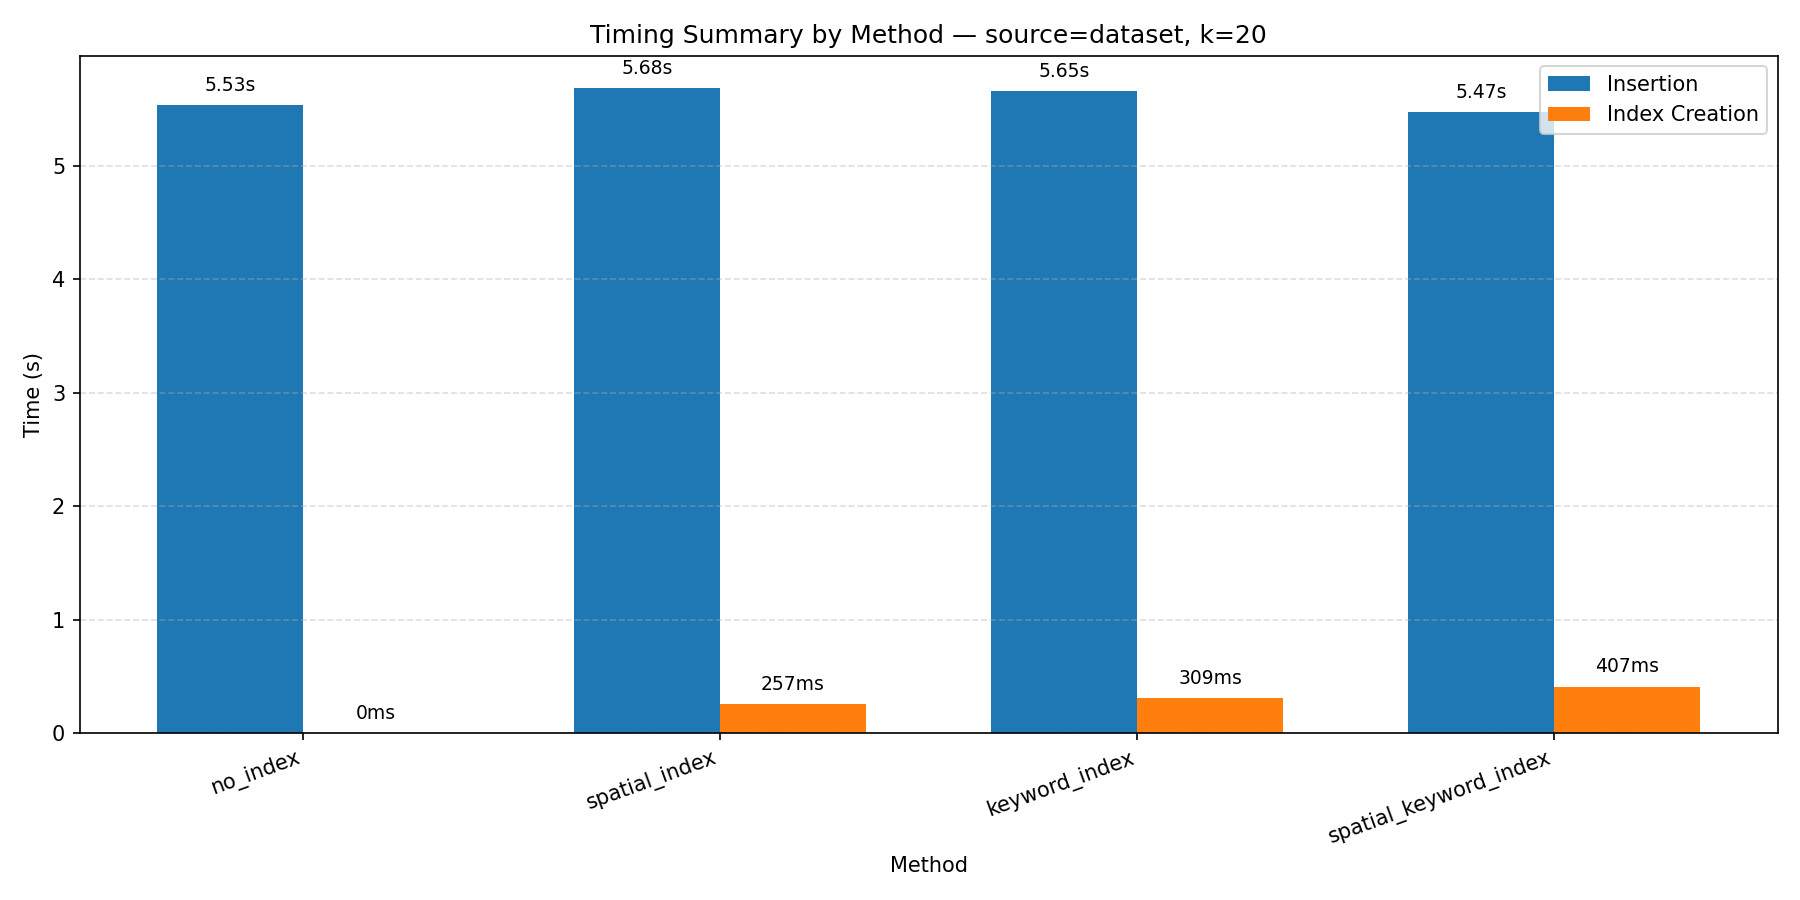 Timing Summary by Method — source=dataset, k=20
5.53s
5.68s
5.65s
5.47s
Insertion
Index Creation
0ms
257ms
309ms
407ms
Time (s)
5
4
3
2
1
0
no_index
spatial_index
keyword_index
spatial_keyword_index
Method